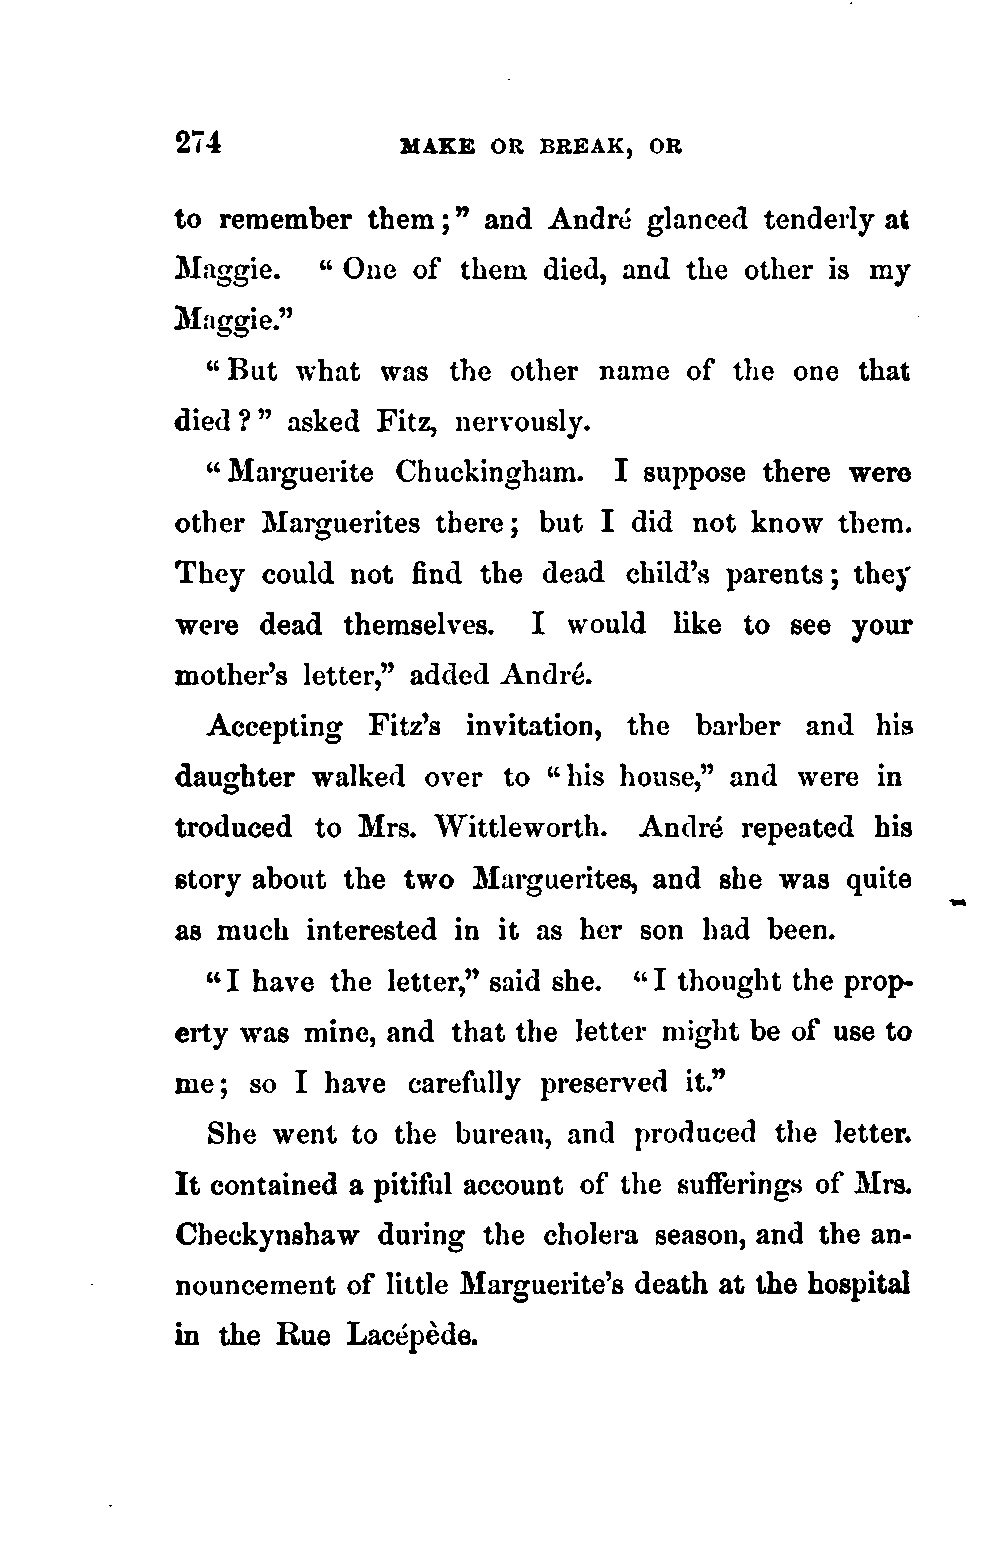 274 MAKE OR BREAK, OR
to remember them;” and André glanced tenderly at
Maggie. “One of them died, and the other is my
Maggie.”
“But what was the other name of the one that
died?” asked Fitz, nervously.
“Marguerite Chuckingham. I suppose there were
other Marguerites there; but I did not know them.
They could not find the dead child’s parents; they
were dead themselves. I would like to see your
mother’s letter,” added André.
Accepting Fitz’s invitation, the barber and his
daughter walked over to “his house,” and were in
troduced to Mrs. Wittleworth. André repeated his
story about the two Marguerites, and she was quite
as much interested in it as her son had been.
“I have the letter,” said she. “I thought the prop-
erty was mine, and that the letter might be of use to
me; so I have carefully preserved it.”
She went to the bureau, and produced the letter.
It contained a pitiful account of the sufferings of Mrs.
Checkynshaw during the cholera season, and the an-
nouncement of little Marguerite’s death at the hospital
in the Rue Lacépède.